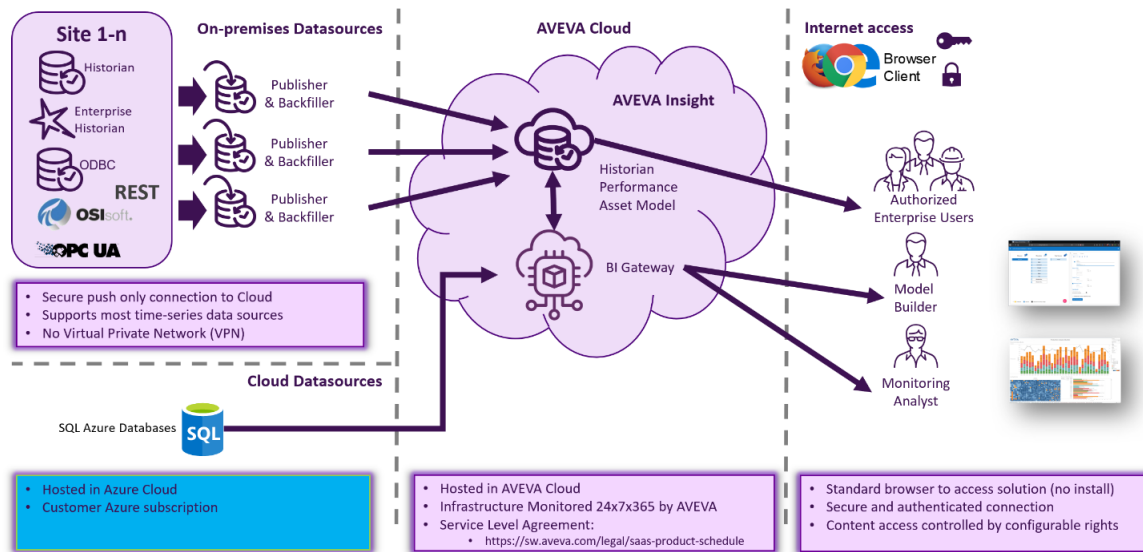 Site 1-n
Historian
Enterprise
Historian
ODBC
REST
OSIsoft.
OPC UA
On-premises Datasources
Publisher
& Backfiller
Publisher
& Backfiller
Publisher
& Backfiller
• Secure push only connection to Cloud
• Supports most time-series data sources
• No Virtual Private Network (VPN)
Cloud Datasources
SQL Azure Databases
SQL
• Hosted in Azure Cloud
• Customer Azure subscription
AVEVA Cloud
AVEVA Insight
Historian
Performance
Asset Model
BI Gateway
• Hosted in AVEVA Cloud
• Infrastructure Monitored 24x7x365 by AVEVA
• Service Level Agreement:
• https://sw.aveva.com/legal/saas-product-schedule
Internet access
Browser
Client
Authorized
Enterprise Users
Model
Builder
Monitoring
Analyst
• Standard browser to access solution (no install)
• Secure and authenticated connection
• Content access controlled by configurable rights